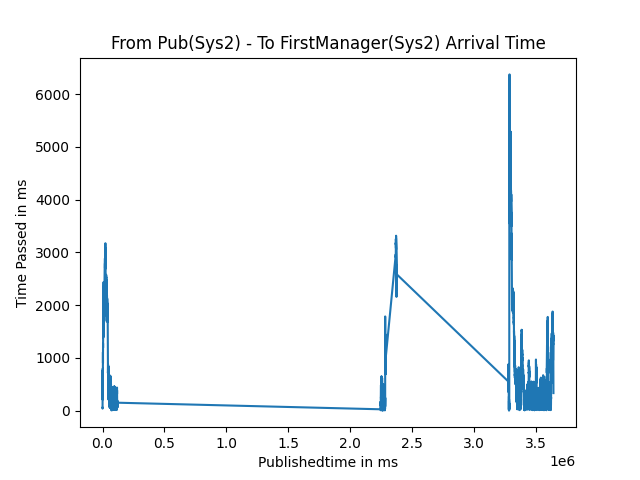 From Pub(Sys2) - To FirstManager(Sys2) Arrival Time
6000
5000
4000
3000
2000
1000
0
Time Passed in ms
0.0 0.5 1.0 1.5 2.0 2.5 3.0 3.5
1e6
Publishedtime in ms